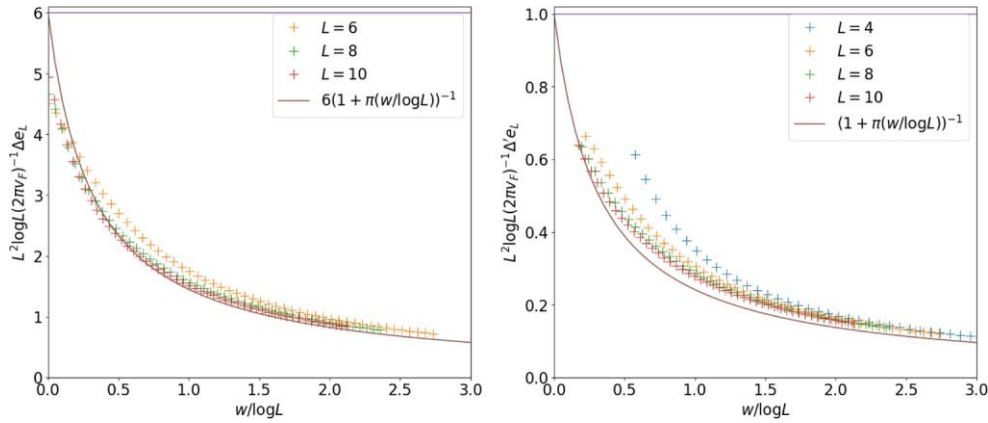 L²logL(2πv_F)⁻¹Δe_L
6
5
4
3
2
1
0
0.0 0.5 1.0 1.5 2.0 2.5 3.0
w/logL
L = 6
L = 8
L = 10
6(1 + π(w/logL))⁻¹
L²logL(2πv_F)⁻¹Δ′e_L
1.0
0.8
0.6
0.4
0.2
0.0
0.0 0.5 1.0 1.5 2.0 2.5 3.0
w/logL
L = 4
L = 6
L = 8
L = 10
(1 + π(w/logL))⁻¹